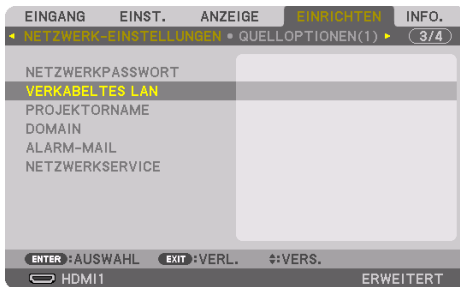 EINGANG EINST. ANZEIGE EINRICHTEN INFO.
NETZWERK-EINSTELLUNGEN • QUELLOPTIONEN(1) 3/4
NETZWERKPASSWORT
VERKABELTES LAN
PROJEKTORNAME
DOMAIN
ALARM-MAIL
NETZWERKSERVICE
ENTER :AUSWAHL EXIT :VERL. :VERS.
HDMI1 ERWEITERT